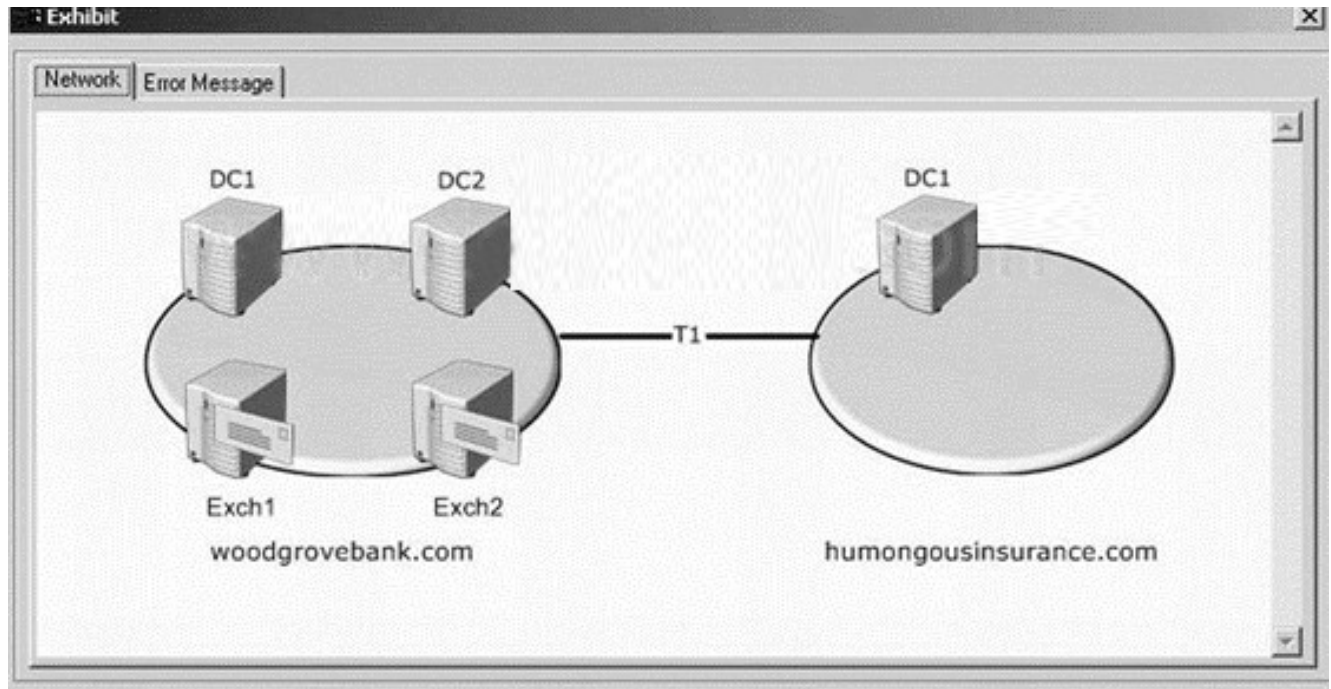 Exhibit
Network Error Message
DC1 DC2 DC1
T1
Exch1 Exch2
woodgrovebank.com humongousinsurance.com